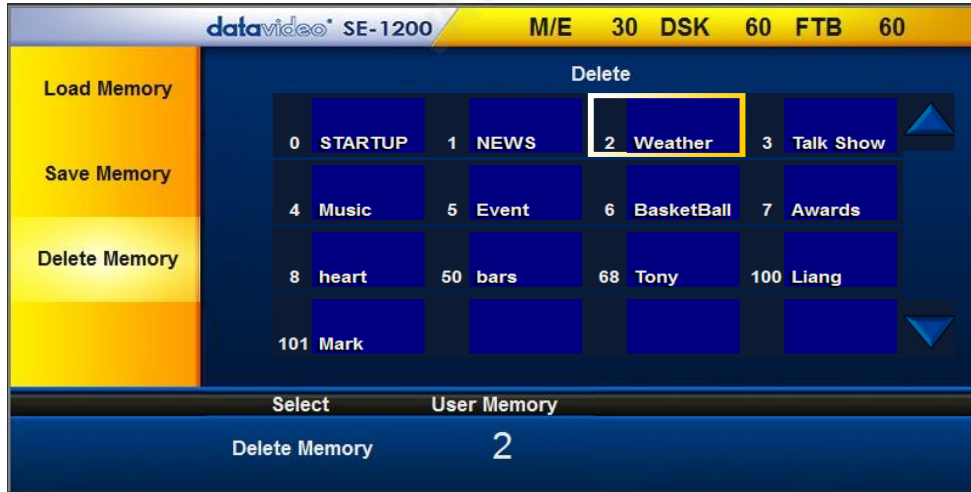 datavideo SE-1200 M/E 30 DSK 60 FTB 60
Load Memory
Save Memory
Delete Memory
Delete
0 STARTUP 1 NEWS 2 Weather 3 Talk Show
4 Music 5 Event 6 BasketBall 7 Awards
8 heart 50 bars 68 Tony 100 Liang
101 Mark
Select User Memory
Delete Memory 2